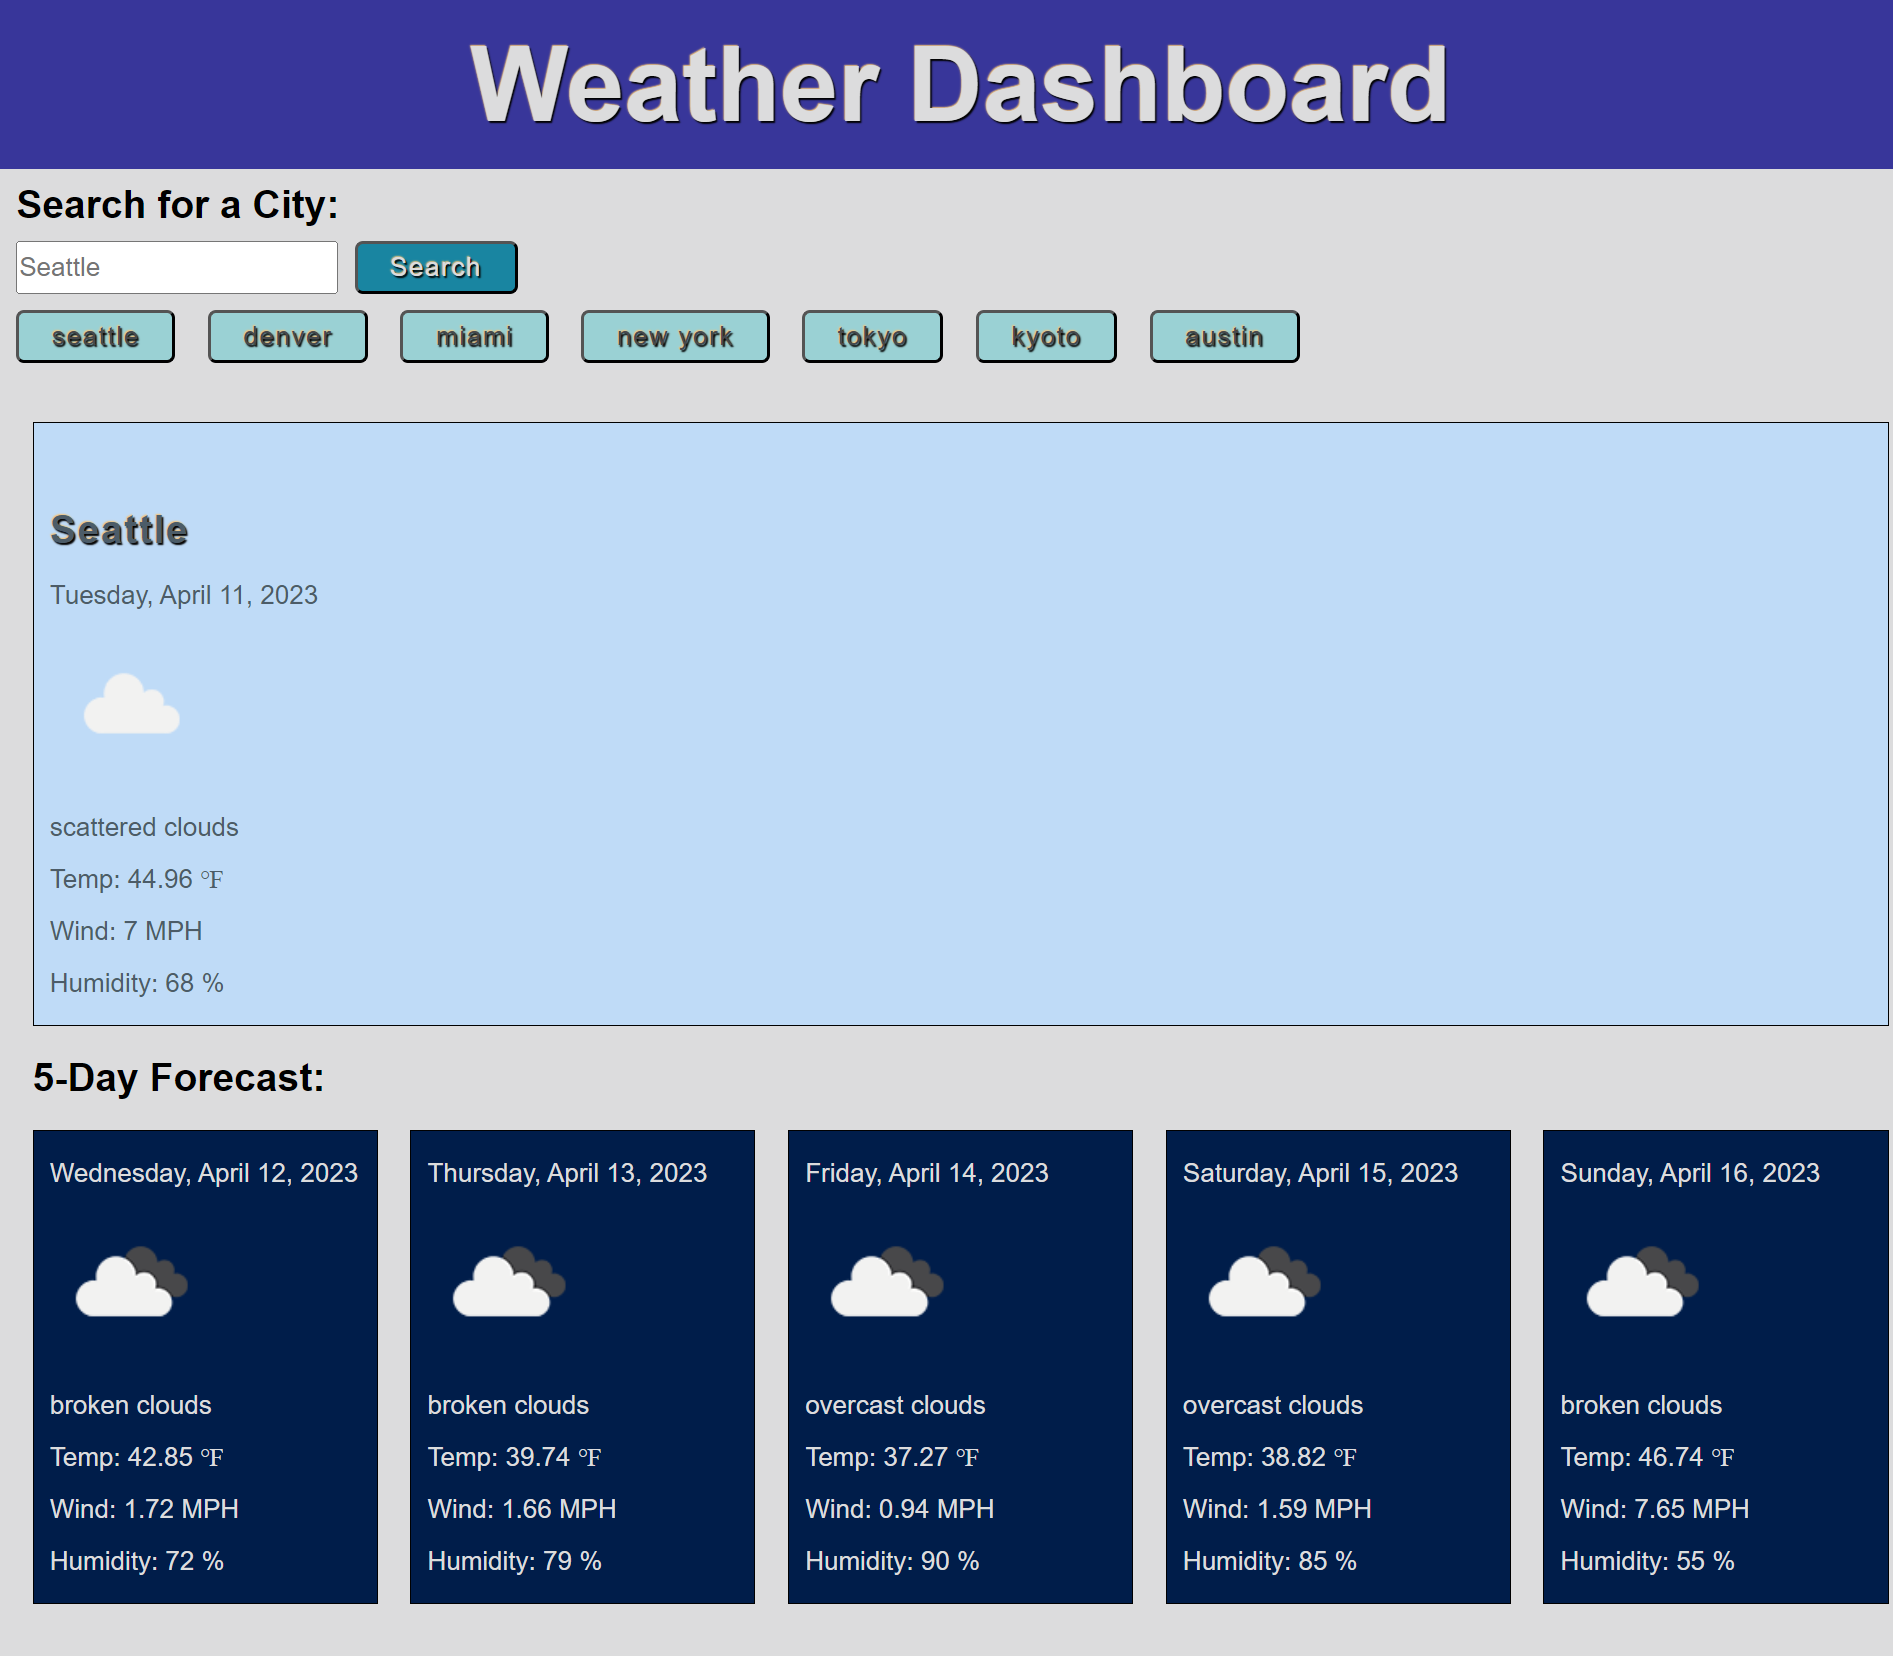 Weather Dashboard
Search for a City:
Seattle
Search
seattle
denver
miami
new york
tokyo
kyoto
austin
Seattle
Tuesday, April 11, 2023
scattered clouds
Temp: 44.96 °F
Wind: 7 MPH
Humidity: 68 %
5-Day Forecast:
Wednesday, April 12, 2023
broken clouds
Temp: 42.85 °F
Wind: 1.72 MPH
Humidity: 72 %
Thursday, April 13, 2023
broken clouds
Temp: 39.74 °F
Wind: 1.66 MPH
Humidity: 79 %
Friday, April 14, 2023
overcast clouds
Temp: 37.27 °F
Wind: 0.94 MPH
Humidity: 90 %
Saturday, April 15, 2023
overcast clouds
Temp: 38.82 °F
Wind: 1.59 MPH
Humidity: 85 %
Sunday, April 16, 2023
broken clouds
Temp: 46.74 °F
Wind: 7.65 MPH
Humidity: 55 %